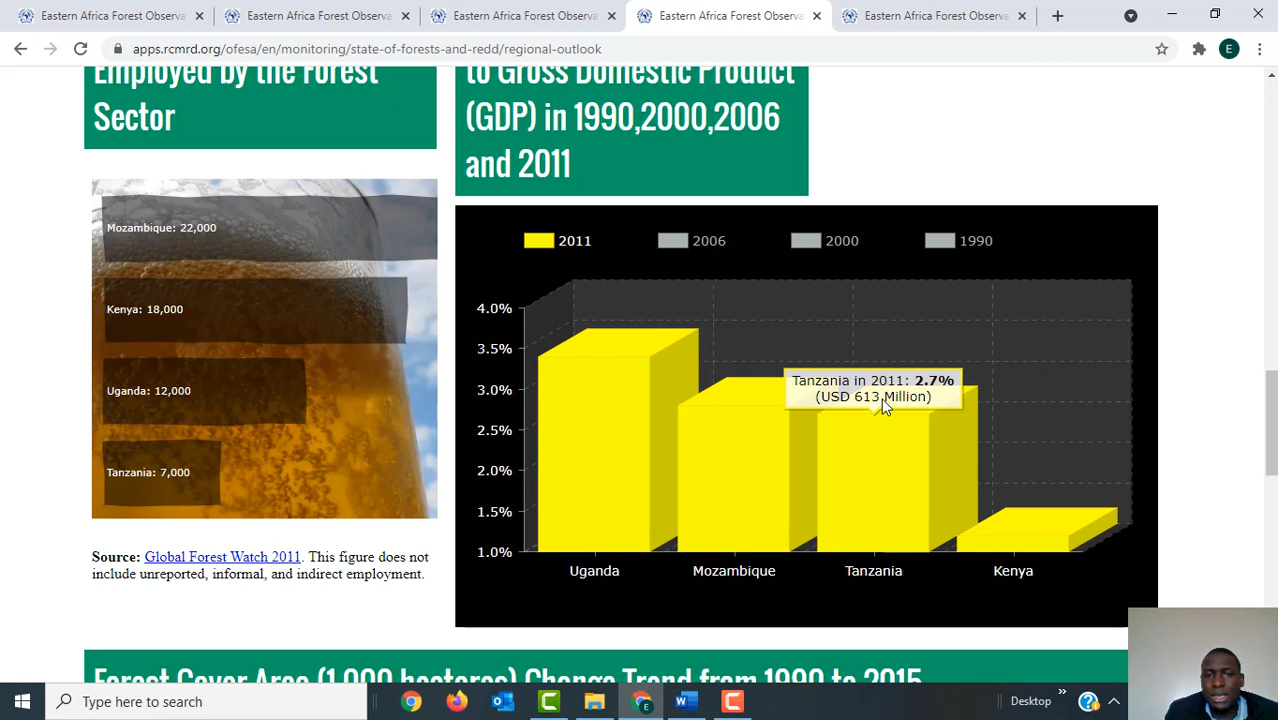 Eastern Africa Forest Observa
Eastern Africa Forest Observa
Eastern Africa Forest Observa
Eastern Africa Forest Observa
Eastern Africa Forest Observa
apps.rcmrd.org/ofesa/en/monitoring/state-of-forests-and-redd/regional-outlook
E
Employed by the Forest
Sector
to Gross Domestic Product
(GDP) in 1990,2000,2006
and 2011
Mozambique: 22,000
Kenya: 18,000
Uganda: 12,000
Tanzania: 7,000
Source: Global Forest Watch 2011. This figure does not
include unreported, informal, and indirect employment.
2011
2006
2000
1990
4.0%
3.5%
3.0%
2.5%
2.0%
1.5%
1.0%
Tanzania in 2011: 2.7%
(USD 613 Million)
Uganda
Mozambique
Tanzania
Kenya
Forest Cover Area (1,000 hectares) Change Trend from 1990 to 2015
Type here to search
Desktop